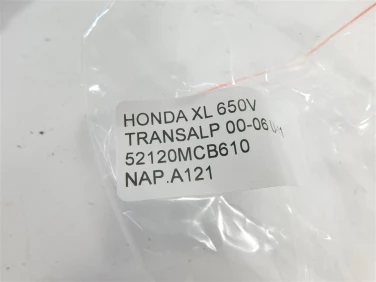 HONDA XL 650V
TRANSALP 00-06
52120MCB610
NAP.A121